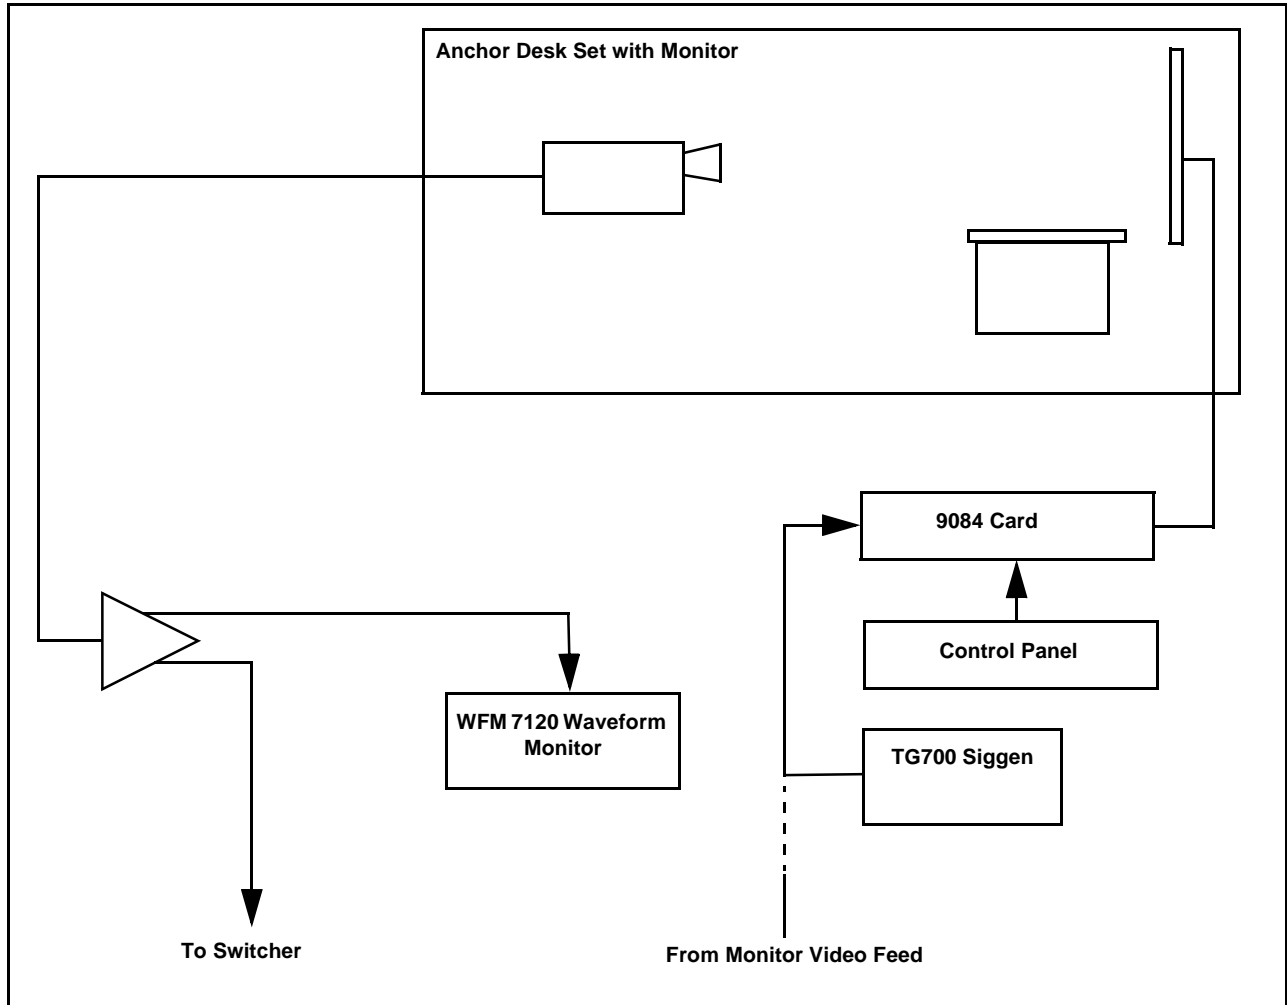 Anchor Desk Set with Monitor
9084 Card
Control Panel
WFM 7120 Waveform
Monitor
TG700 Siggen
To Switcher
From Monitor Video Feed